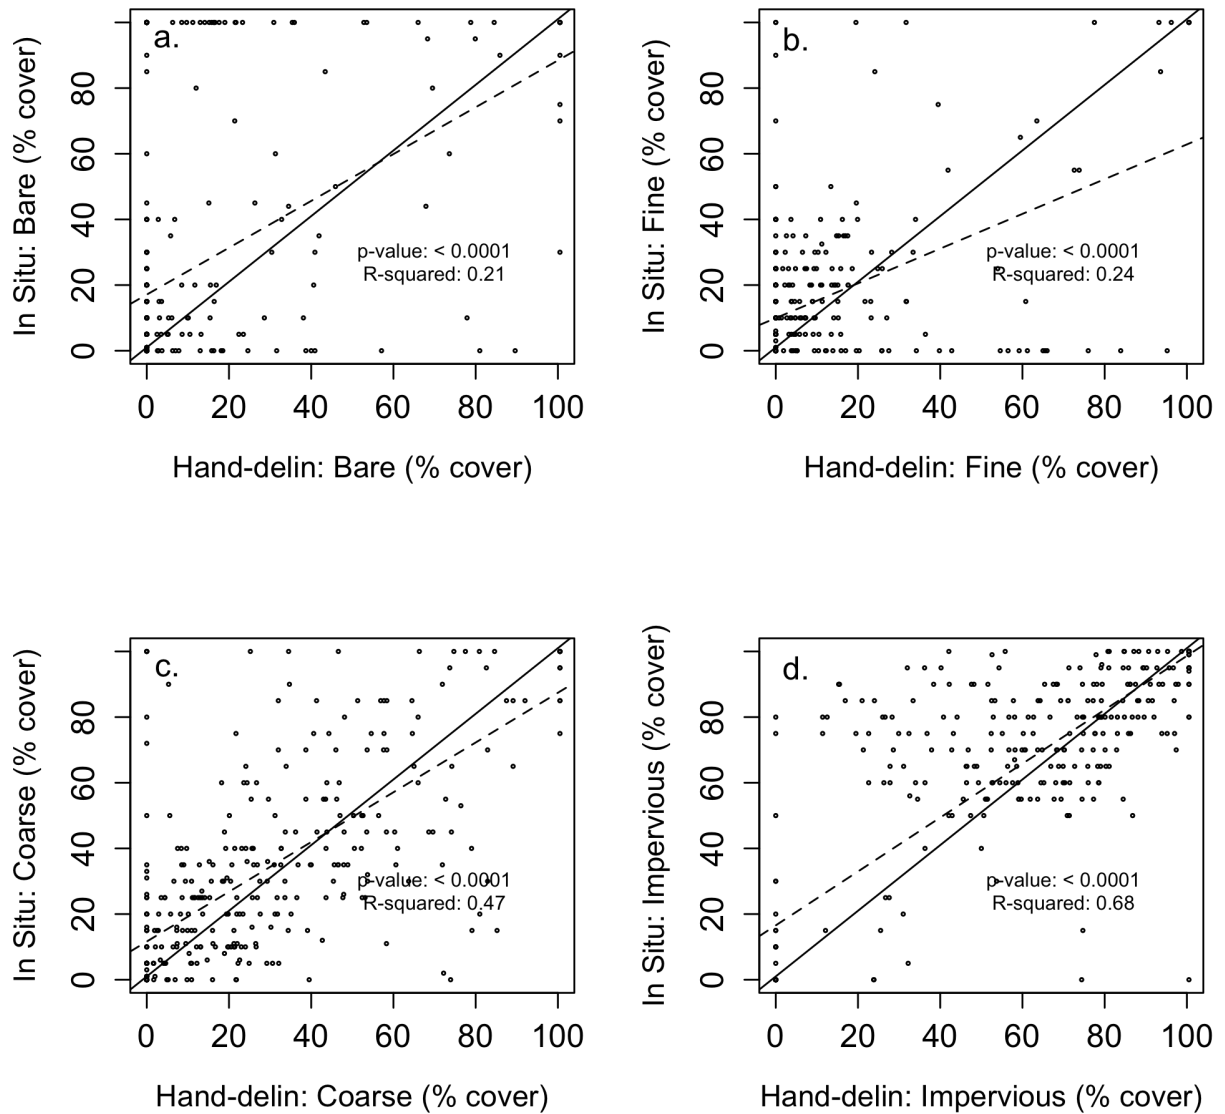 a.
In Situ: Bare (% cover)
0 20 40 60 80
p-value: < 0.0001
R-squared: 0.21
0 20 40 60 80 100
Hand-delin: Bare (% cover)
b.
In Situ: Fine (% cover)
0 20 40 60 80
p-value: < 0.0001
R-squared: 0.24
0 20 40 60 80 100
Hand-delin: Fine (% cover)
c.
In Situ: Coarse (% cover)
0 20 40 60 80
p-value: < 0.0001
R-squared: 0.47
0 20 40 60 80 100
Hand-delin: Coarse (% cover)
d.
In Situ: Impervious (% cover)
0 20 40 60 80
p-value: < 0.0001
R-squared: 0.68
0 20 40 60 80 100
Hand-delin: Impervious (% cover)